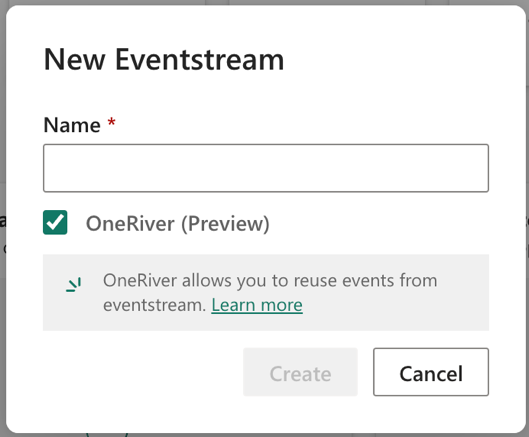 New Eventstream
Name *
OneRiver (Preview)
OneRiver allows you to reuse events from
eventstream. Learn more
Create
Cancel